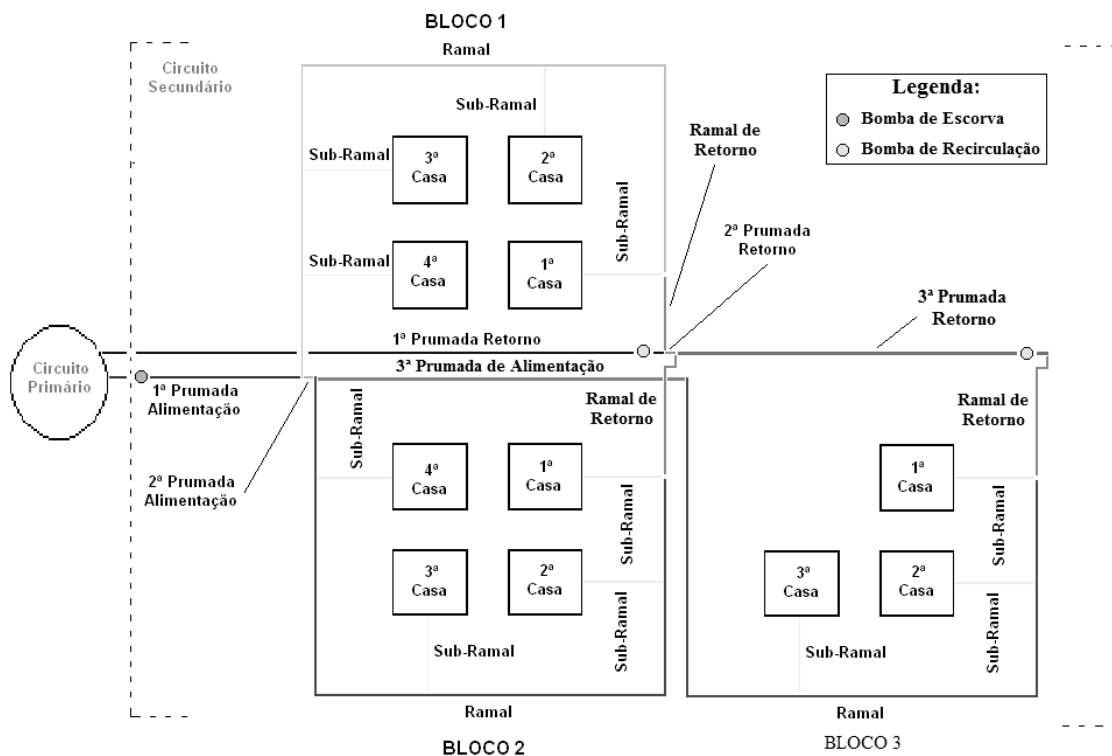 BLOCO 1
Ramal
Circuito
Secundário
Legenda:
Bomba de Escorva
Bomba de Recirculação
Sub-Ramal
Ramal de
Retorno
Sub-Ramal
3ª
Casa
2ª
Casa
Sub-Ramal
2ª Prumada
Retorno
Sub-Ramal
4ª
Casa
1ª
Casa
3ª Prumada
Retorno
1ª Prumada Retorno
Circuito
Primário
3ª Prumada de Alimentação
1ª Prumada
Alimentação
Ramal de
Retorno
Ramal de
Retorno
Sub-Ramal
2ª Prumada
Alimentação
4ª
Casa
1ª
Casa
Sub-Ramal
1ª
Casa
Sub-Ramal
3ª
Casa
2ª
Casa
Sub-Ramal
3ª
Casa
2ª
Casa
Sub-Ramal
Sub-Ramal
Sub-Ramal
Ramal
Ramal
BLOCO 2
BLOCO 3